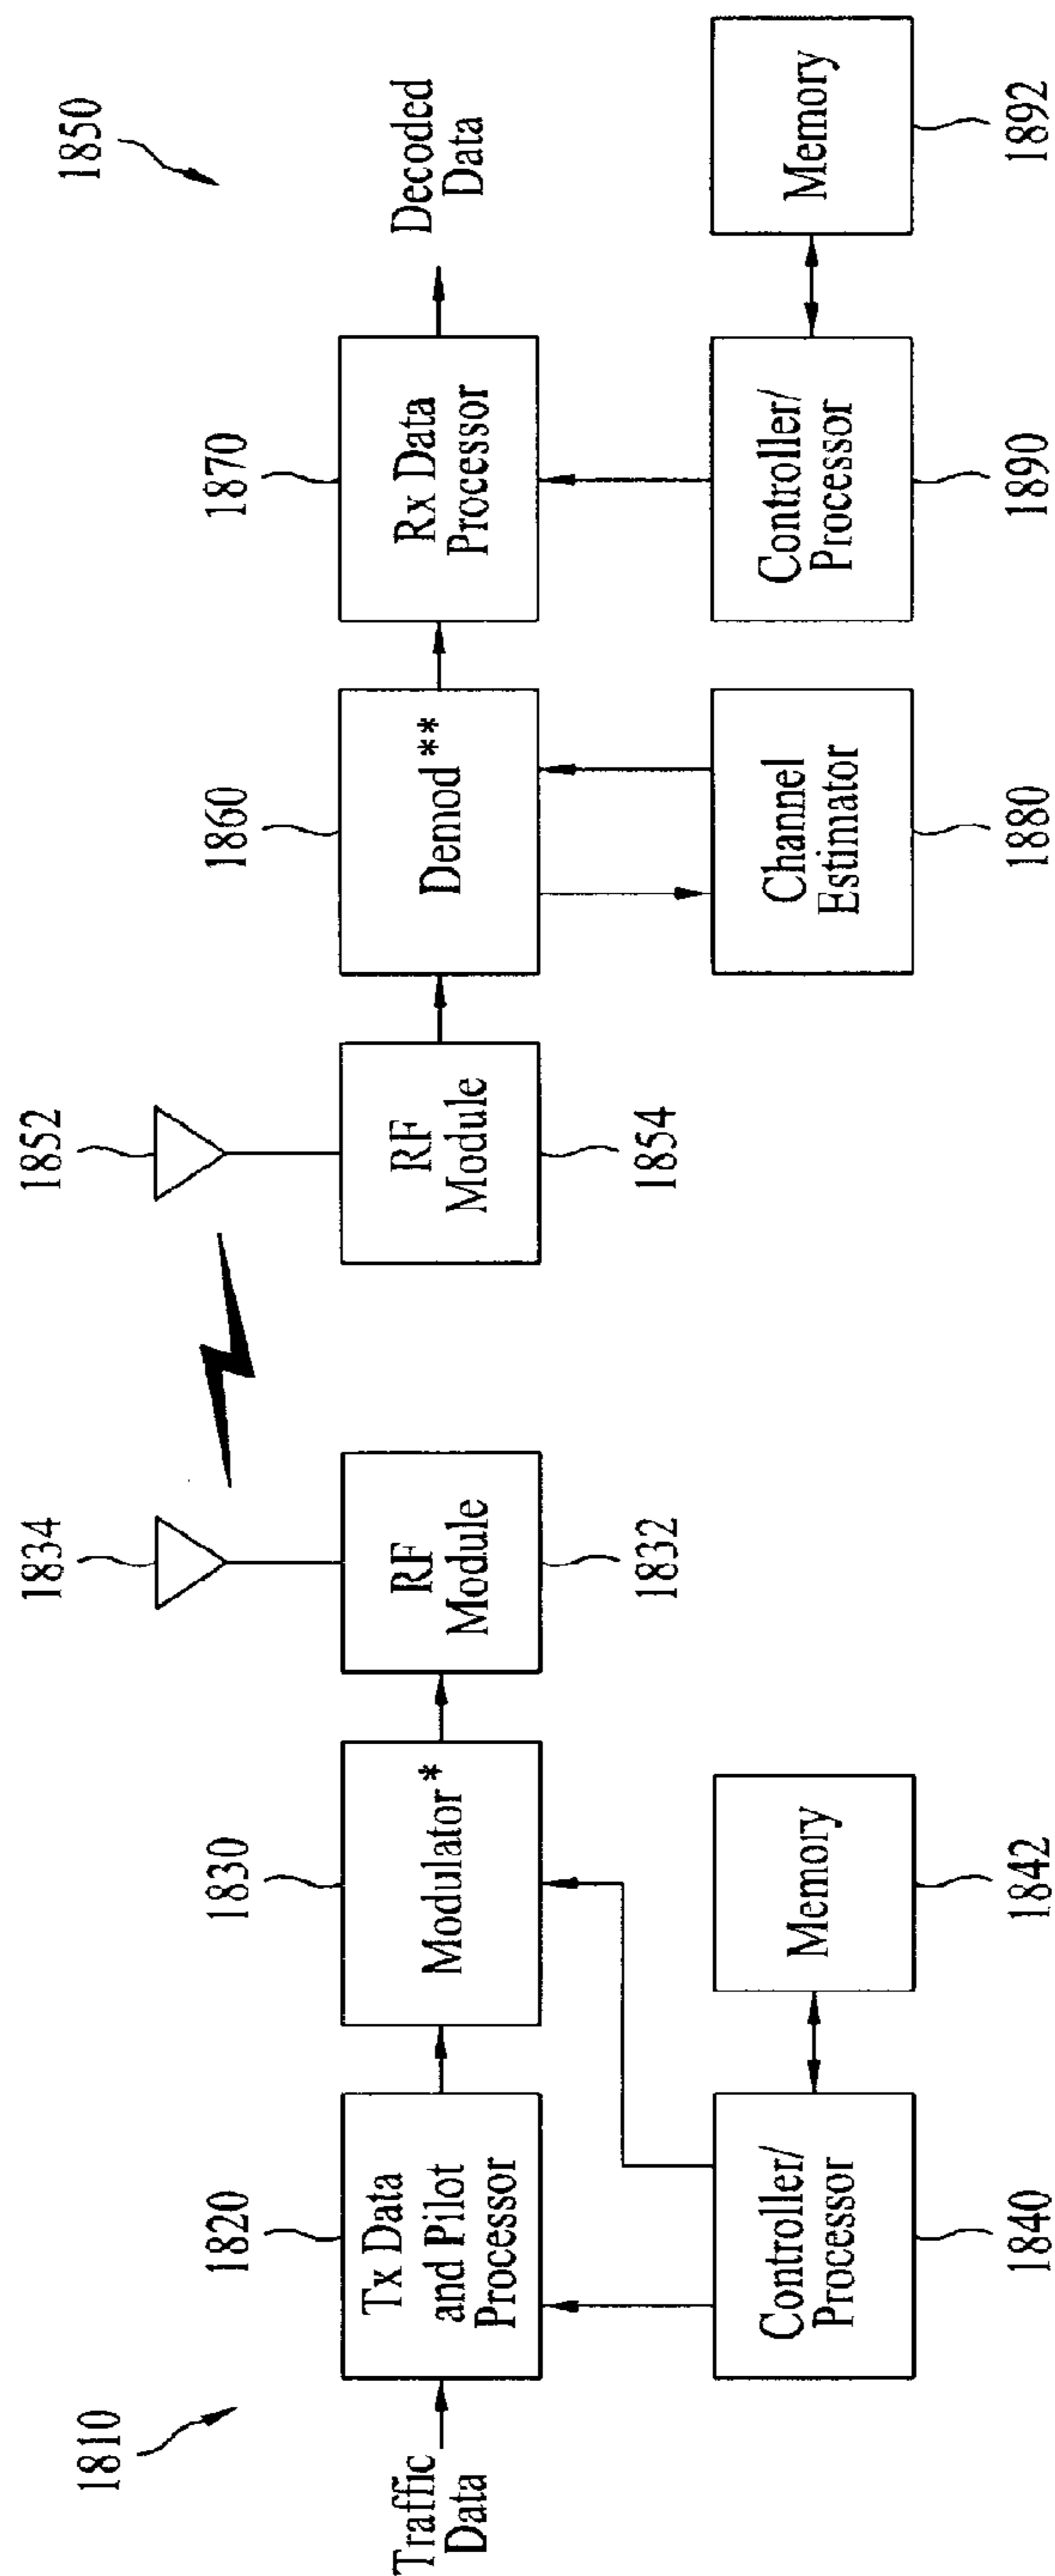 1810
Traffic
Data
1820
Tx Data
and Pilot
Processor
1830
Modulator*
1834
RF
Module
1832
Controller/
Processor
1840
Memory
1842
1850
1852
RF
Module
1854
1860
Demod**
1870
Rx Data
Processor
Decoded
Data
Channel
Estimator
1880
Controller/
Processor
1890
Memory
1892